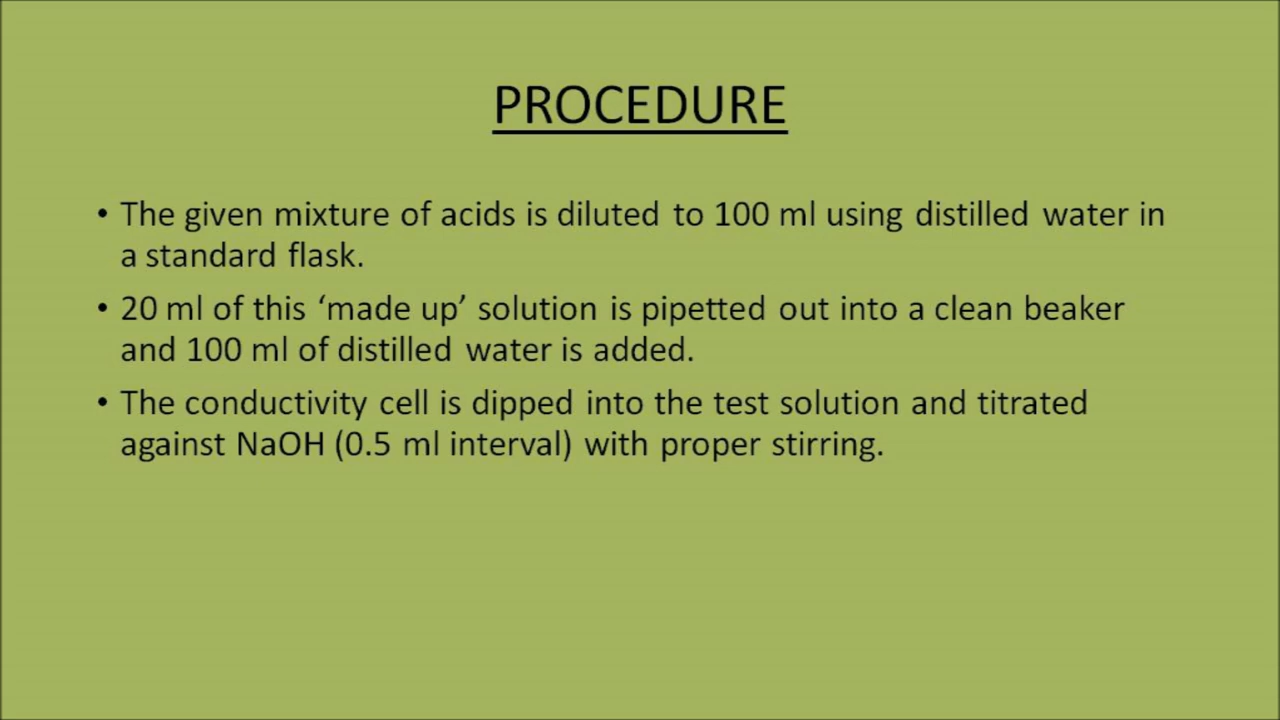 PROCEDURE
• The given mixture of acids is diluted to 100 ml using distilled water in
a standard flask.
• 20 ml of this ‘made up’ solution is pipetted out into a clean beaker
and 100 ml of distilled water is added.
• The conductivity cell is dipped into the test solution and titrated
against NaOH (0.5 ml interval) with proper stirring.